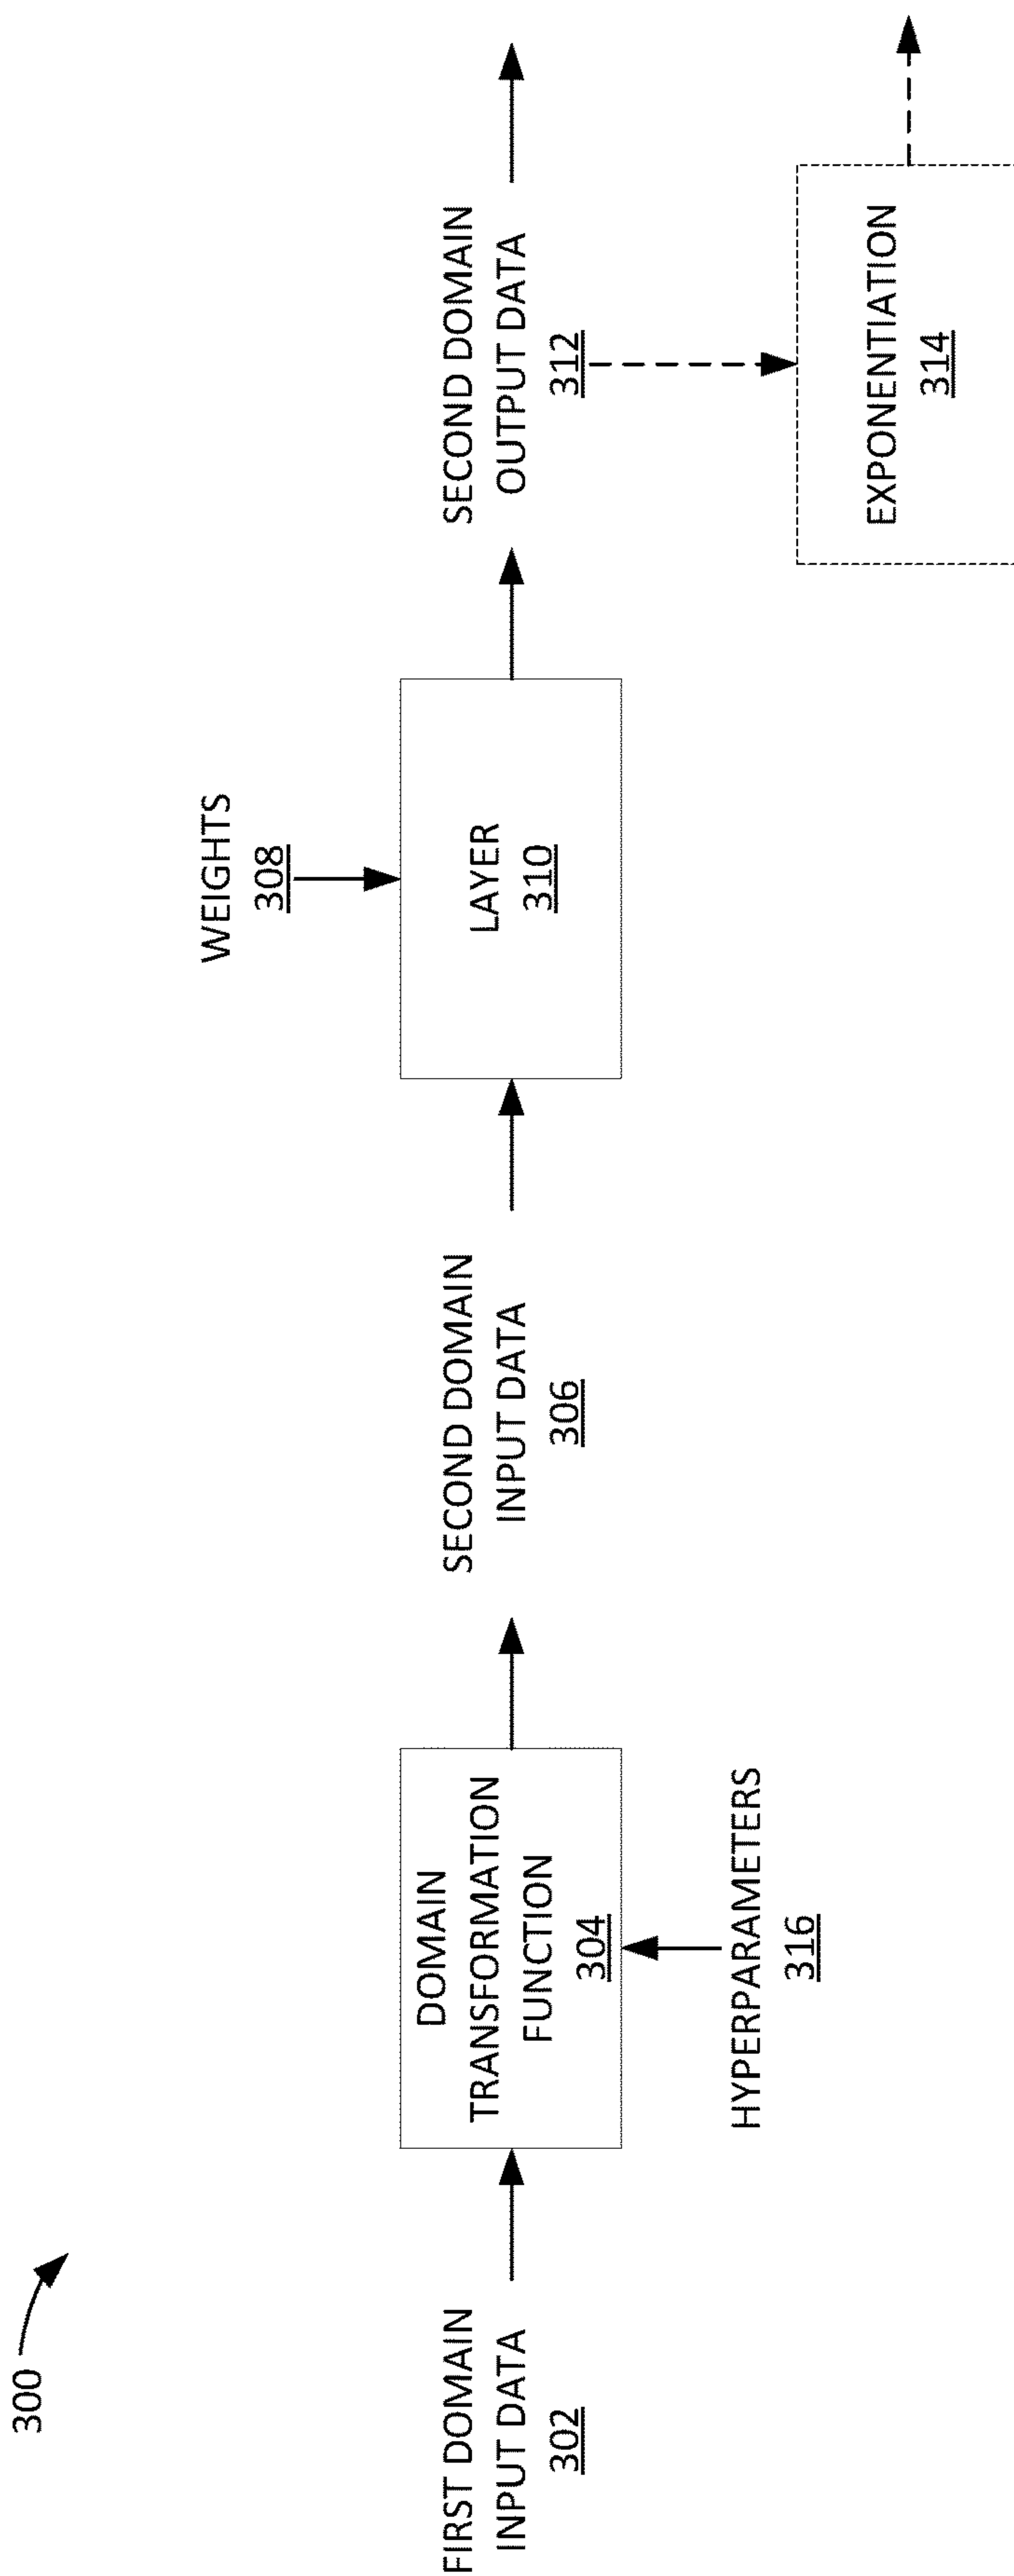 300
FIRST DOMAIN
INPUT DATA
302
DOMAIN
TRANSFORMATION
FUNCTION
304
HYPERPARAMETERS
316
SECOND DOMAIN
INPUT DATA
306
WEIGHTS
308
LAYER
310
SECOND DOMAIN
OUTPUT DATA
312
EXPONENTIATION
314